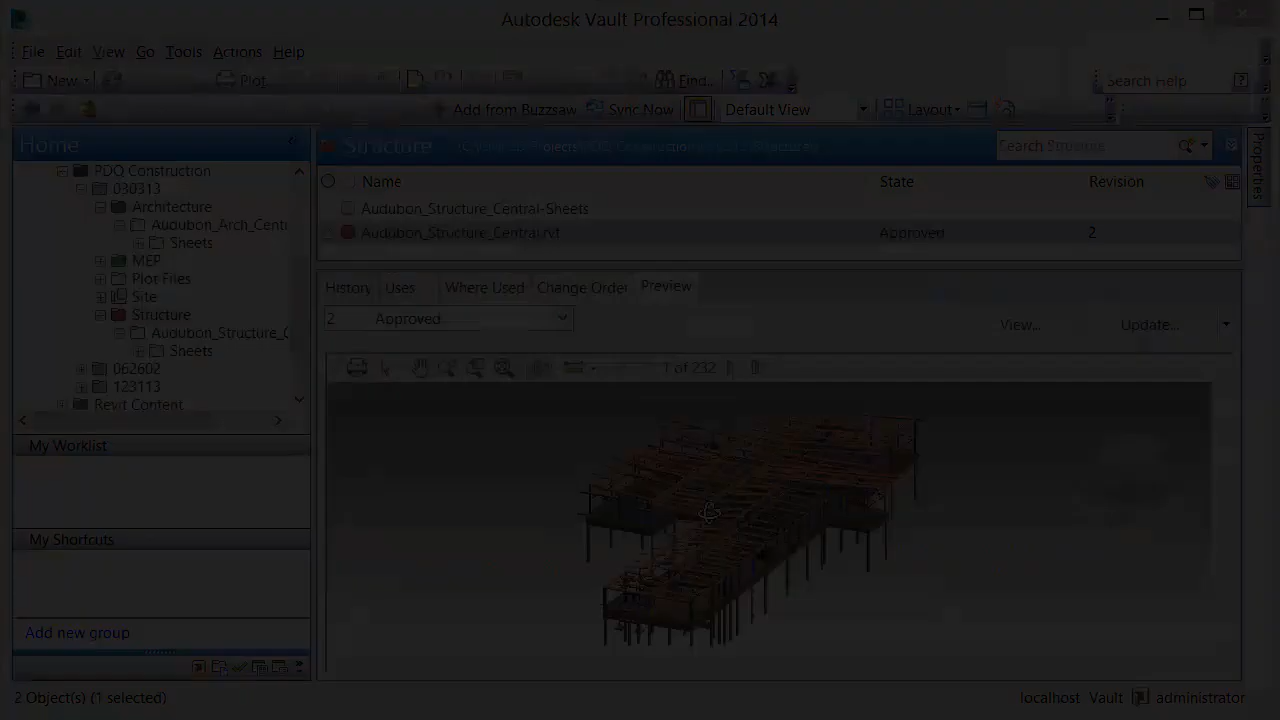 Autodesk Vault Professional 2014
File Edit View Go Tools Actions Help
New Plot... Find... Search Help
Add from Buzzsaw Sync Now Default View Layout
Home Structure Search Structure
PDQ Construction
030313
Architecture
Audubon_Arch_Centr
Sheets
MEP
Plot Files
Site
Structure
Audubon_Structure_C
Sheets
062602
123113
Revit Content
My Worklist
My Shortcuts
Add new group
Name State Revision
Audubon_Structure_Central-Sheets
Audubon_Structure_Central.rvt Approved 2
History Uses Where Used Change Order Preview
2 Approved View... Update...
1 of 232
Properties
2 Object(s) (1 selected) localhost Vault administrator